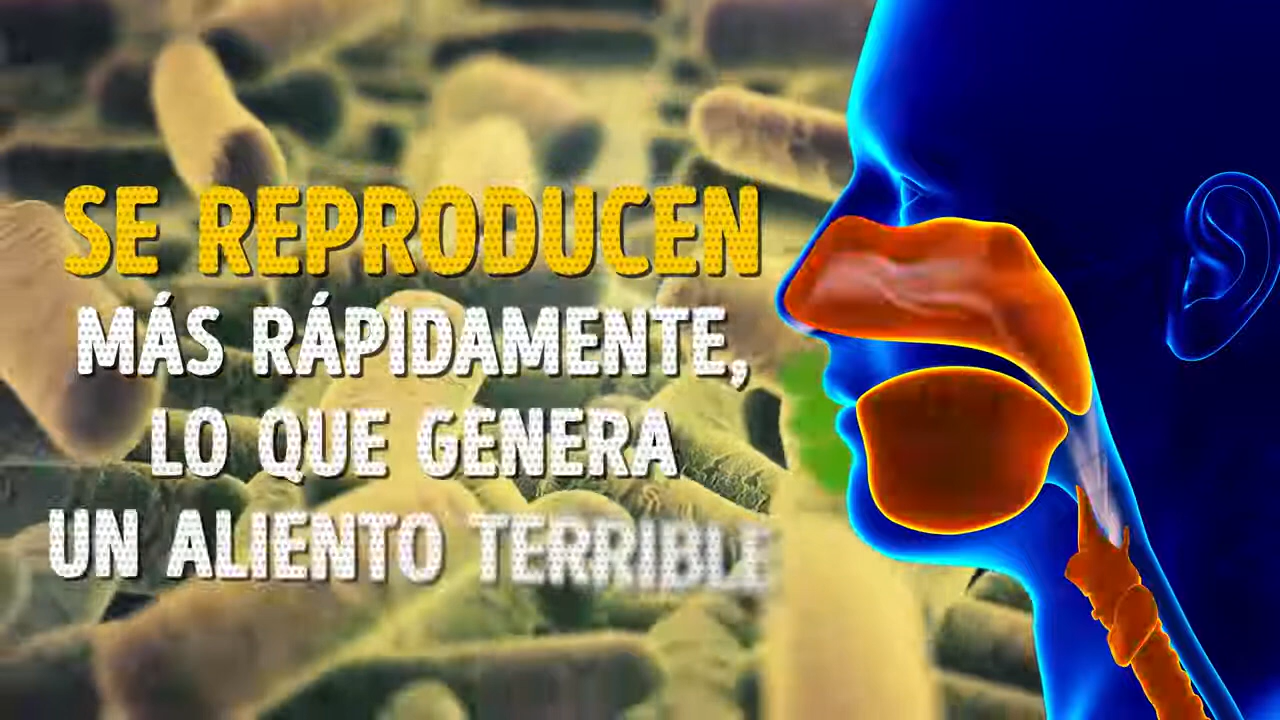 SE REPRODUCEN
MÁS RÁPIDAMENTE,
LO QUE GENERA
UN ALIENTO TERRIBLE